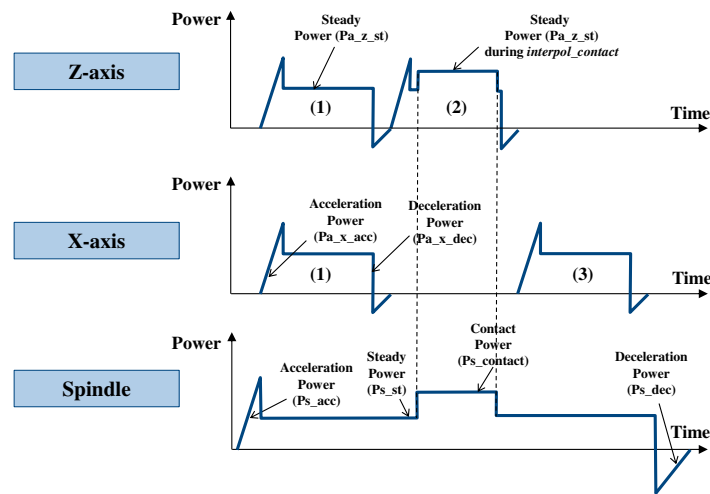 Power
Steady
Power (Pa_z_st)
Steady
Power (Pa_z_st)
during interpol_contact
Z-axis
(1)
(2)
Time
Power
Acceleration
Power
(Pa_x_acc)
Deceleration
Power
(Pa_x_dec)
X-axis
(1)
(3)
Time
Power
Acceleration
Power
(Ps_acc)
Steady
Power
(Ps_st)
Contact
Power
(Ps_contact)
Deceleration
Power
(Ps_dec)
Spindle
Time